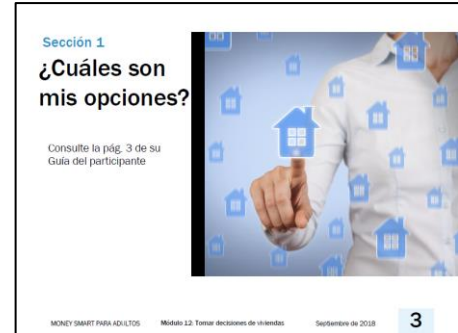 Sección 1
¿Cuáles son
mis opciones?
Consulte la pág. 3 de su
Guía del participante
MONEY SMART PARA ADULTOS Módulo 12: Tomar decisiones de viviendas Septiembre de 2018 3